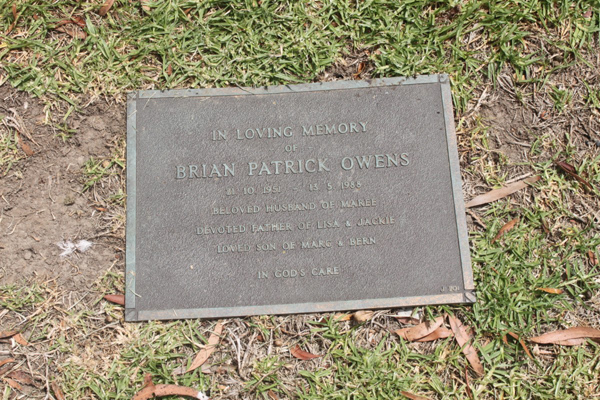 IN LOVING MEMORY
OF
BRIAN PATRICK OWENS
21. 10. 1951 13. 5. 1988
BELOVED HUSBAND OF MAREE
DEVOTED FATHER OF LISA & JACKIE
LOVED SON OF MARG & BERN
IN GOD'S CARE